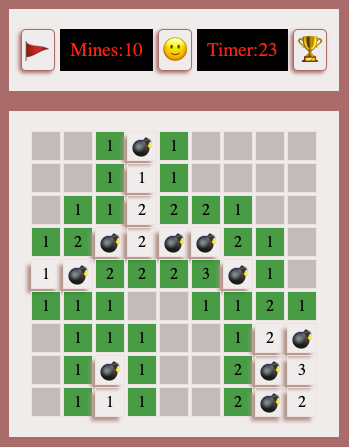 Mines:10 Timer:23
1 1
1 1 1
1 1 2 2 2 1
1 2 2 2 1
1 2 2 2 3 1
1 1 1 1 1 2 1
1 1 1 1 2
1 1 2 3
1 1 1 2 2